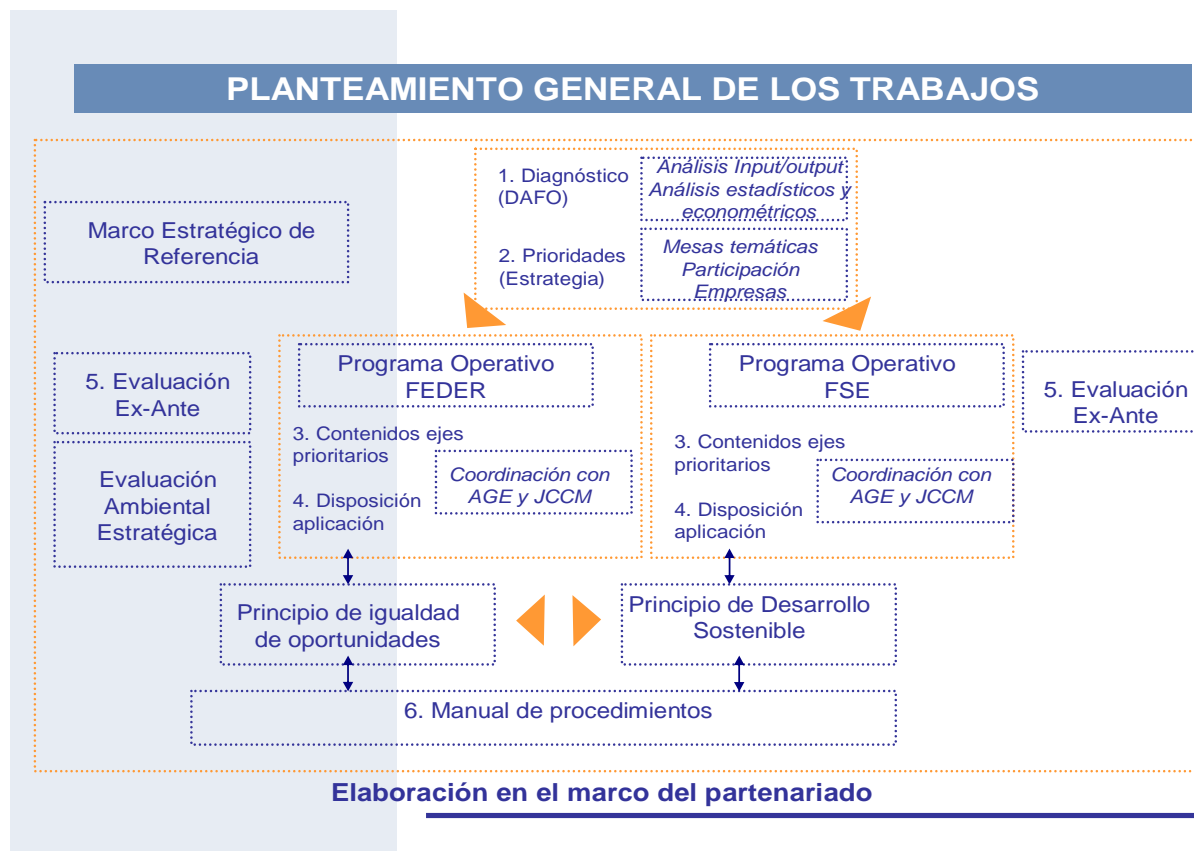 PLANTEAMIENTO GENERAL DE LOS TRABAJOS
Marco Estratégico de
Referencia
1. Diagnóstico
(DAFO)
Análisis Input/output
Análisis estadísticos y
econométricos
2. Prioridades
(Estrategia)
Mesas temáticas
Participación
Empresas
5. Evaluación
Ex-Ante
Evaluación
Ambiental
Estratégica
Programa Operativo
FEDER
3. Contenidos ejes
prioritarios
4. Disposición
aplicación
Coordinación con
AGE y JCCM
Programa Operativo
FSE
3. Contenidos ejes
prioritarios
4. Disposición
aplicación
Coordinación con
AGE y JCCM
5. Evaluación
Ex-Ante
Principio de igualdad
de oportunidades
Principio de Desarrollo
Sostenible
6. Manual de procedimientos
Elaboración en el marco del partenariado